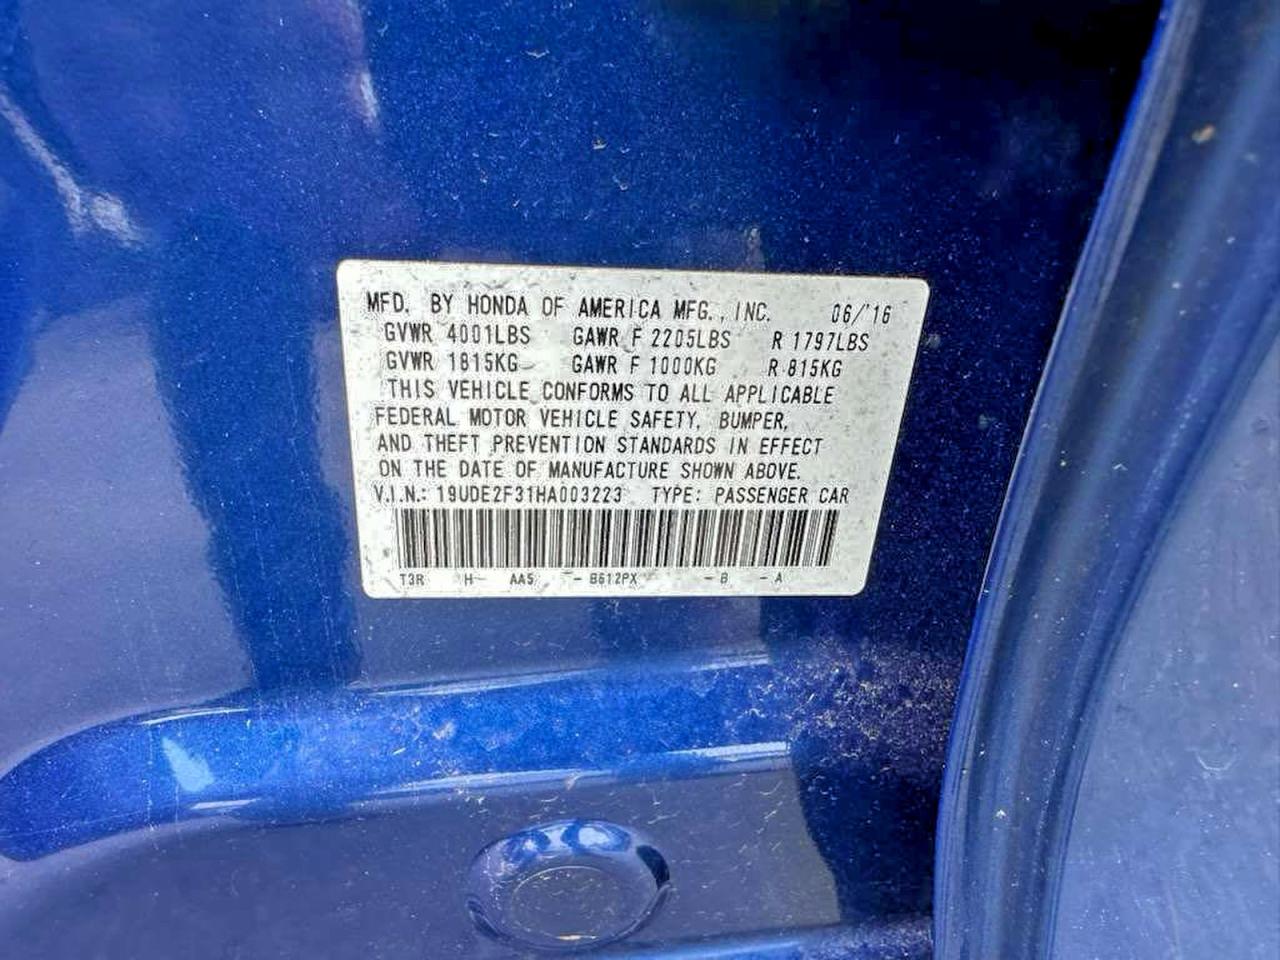 MFD. BY HONDA OF AMERICA MFG., INC. 06/'16
GVWR 4001LBS GAWR F 2205LBS R 1797LBS
GVWR 1815KG GAWR F 1000KG R 815KG
THIS VEHICLE CONFORMS TO ALL APPLICABLE
FEDERAL MOTOR VEHICLE SAFETY, BUMPER,
AND THEFT PREVENTION STANDARDS IN EFFECT
ON THE DATE OF MANUFACTURE SHOWN ABOVE.
V.I.N.: 19UDE2F31HA003223 TYPE: PASSENGER CAR
T3R H- AA5 - B612PX - B - A